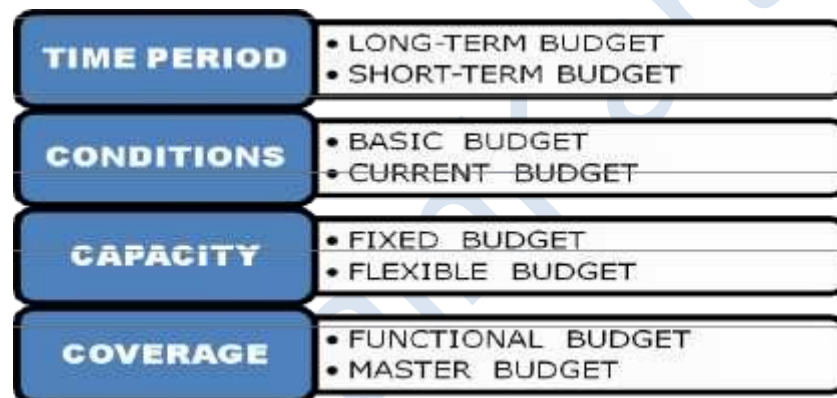 TIME PERIOD
• LONG-TERM BUDGET
• SHORT-TERM BUDGET
CONDITIONS
• BASIC BUDGET
• CURRENT BUDGET
CAPACITY
• FIXED BUDGET
• FLEXIBLE BUDGET
COVERAGE
• FUNCTIONAL BUDGET
• MASTER BUDGET